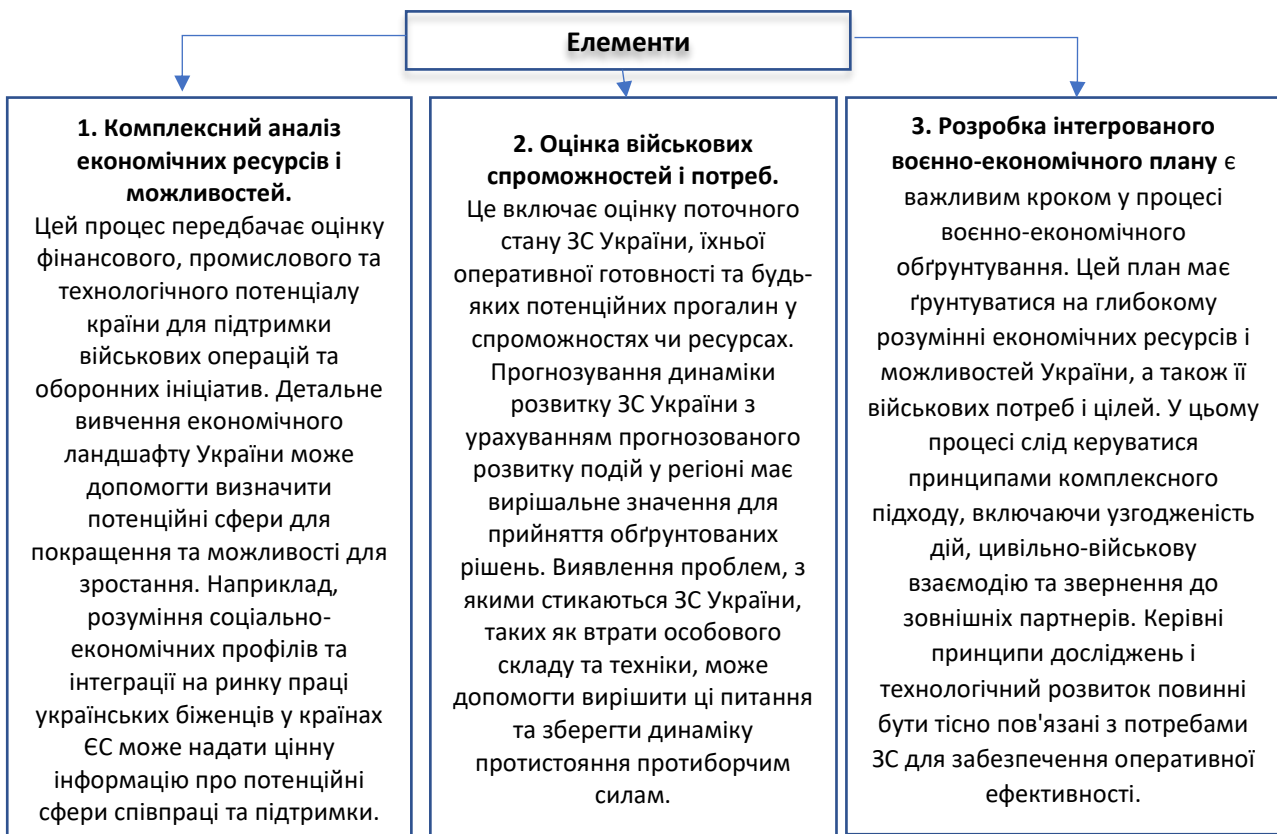 Елементи
1. Комплексний аналіз
економічних ресурсів і
можливостей.
Цей процес передбачає оцінку
фінансового, промислового та
технологічного потенціалу
країни для підтримки
військових операцій та
оборонних ініціатив. Детальне
вивчення економічного
ландшафту України може
допомогти визначити
потенційні сфери для
покращення та можливості для
зростання. Наприклад,
розуміння соціально-
економічних профілів та
інтеграції на ринку праці
українських біженців у країнах
ЄС може надати цінну
інформацію про потенційні
сфери співпраці та підтримки.
2. Оцінка військових
спроможностей і потреб.
Це включає оцінку поточного
стану ЗС України, їхньої
оперативної готовності та будь-
яких потенційних прогалин у
спроможностях чи ресурсах.
Прогнозування динаміки
розвитку ЗС України з
урахуванням прогнозованого
розвитку подій у регіоні має
вирішальне значення для
прийняття обґрунтованих
рішень. Виявлення проблем, з
якими стикаються ЗС України,
таких як втрати особового
складу та техніки, може
допомогти вирішити ці питання
та зберегти динаміку
протистояння протиборчим
силам.
3. Розробка інтегрованого
воєнно-економічного плану є
важливим кроком у процесі
воєнно-економічного
обґрунтування. Цей план має
ґрунтуватися на глибокому
розумінні економічних ресурсів і
можливостей України, а також її
військових потреб і цілей. У цьому
процесі слід керуватися
принципами комплексного
підходу, включаючи узгодженість
дій, цивільно-військову
взаємодію та звернення до
зовнішніх партнерів. Керівні
принципи досліджень і
технологічний розвиток повинні
бути тісно пов'язані з потребами
ЗС для забезпечення оперативної
ефективності.